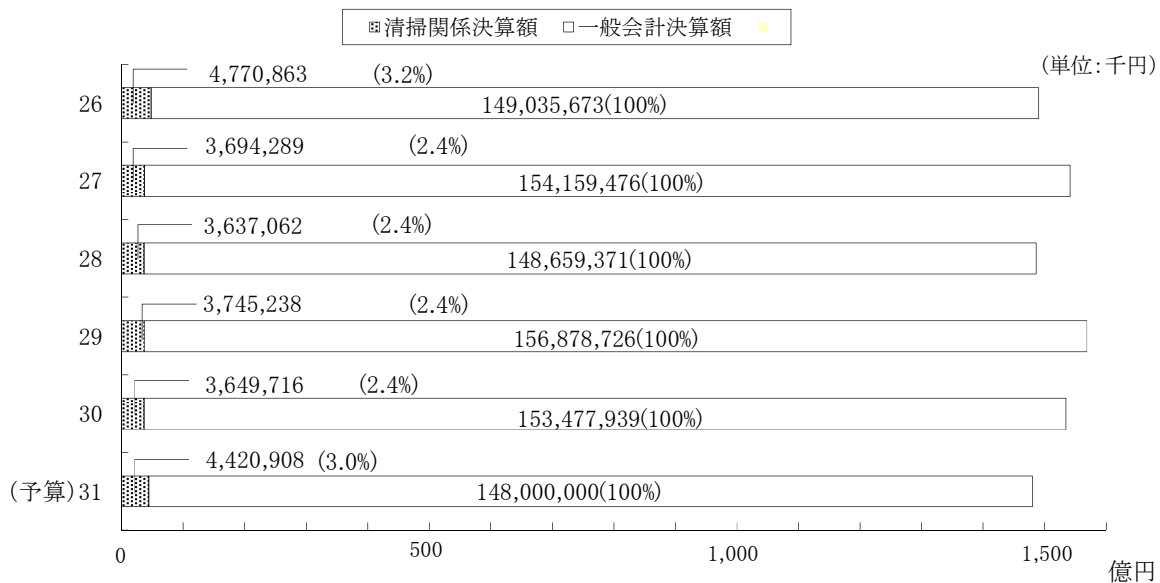 清掃関係決算額 一般会計決算額
(単位:千円)
4,770,863 (3.2%)
26 149,035,673(100%)
3,694,289 (2.4%)
27 154,159,476(100%)
3,637,062 (2.4%)
28 148,659,371(100%)
3,745,238 (2.4%)
29 156,878,726(100%)
3,649,716 (2.4%)
30 153,477,939(100%)
4,420,908 (3.0%)
(予算)31 148,000,000(100%)
0 500 1,000 1,500
億円